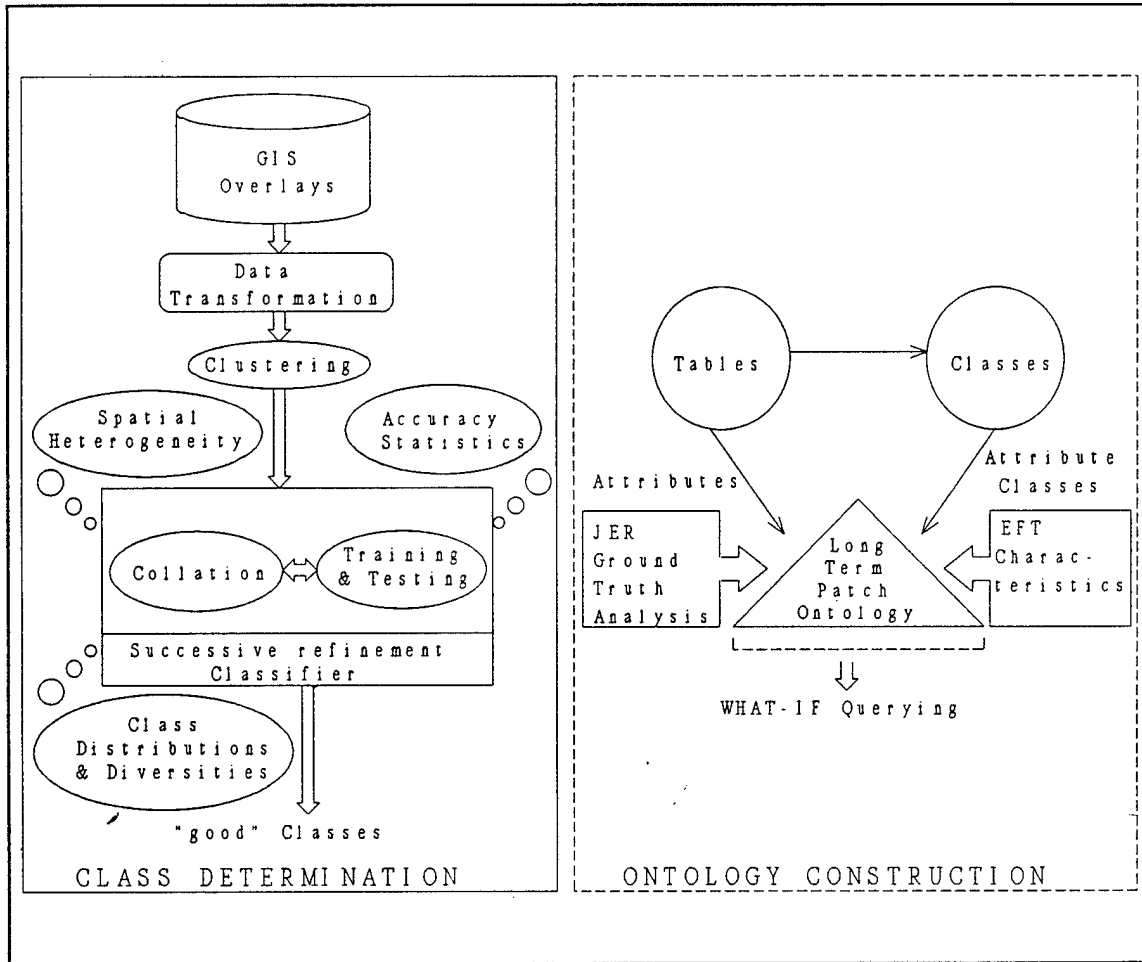 GIS
Overlays
Data
Transformation
Clustering
Spatial
Heterogeneity
Accuracy
Statistics
Collation
Training
& Testing
Successive refinement
Classifier
Class
Distributions
& Diversities
"good" Classes
CLASS DETERMINATION
Tables
Classes
Attributes
Attribute
Classes
JER
Ground
Truth
Analysis
Long
Term
Patch
Ontology
EFT
Charac-
teristics
WHAT-IF Querying
ONTOLOGY CONSTRUCTION